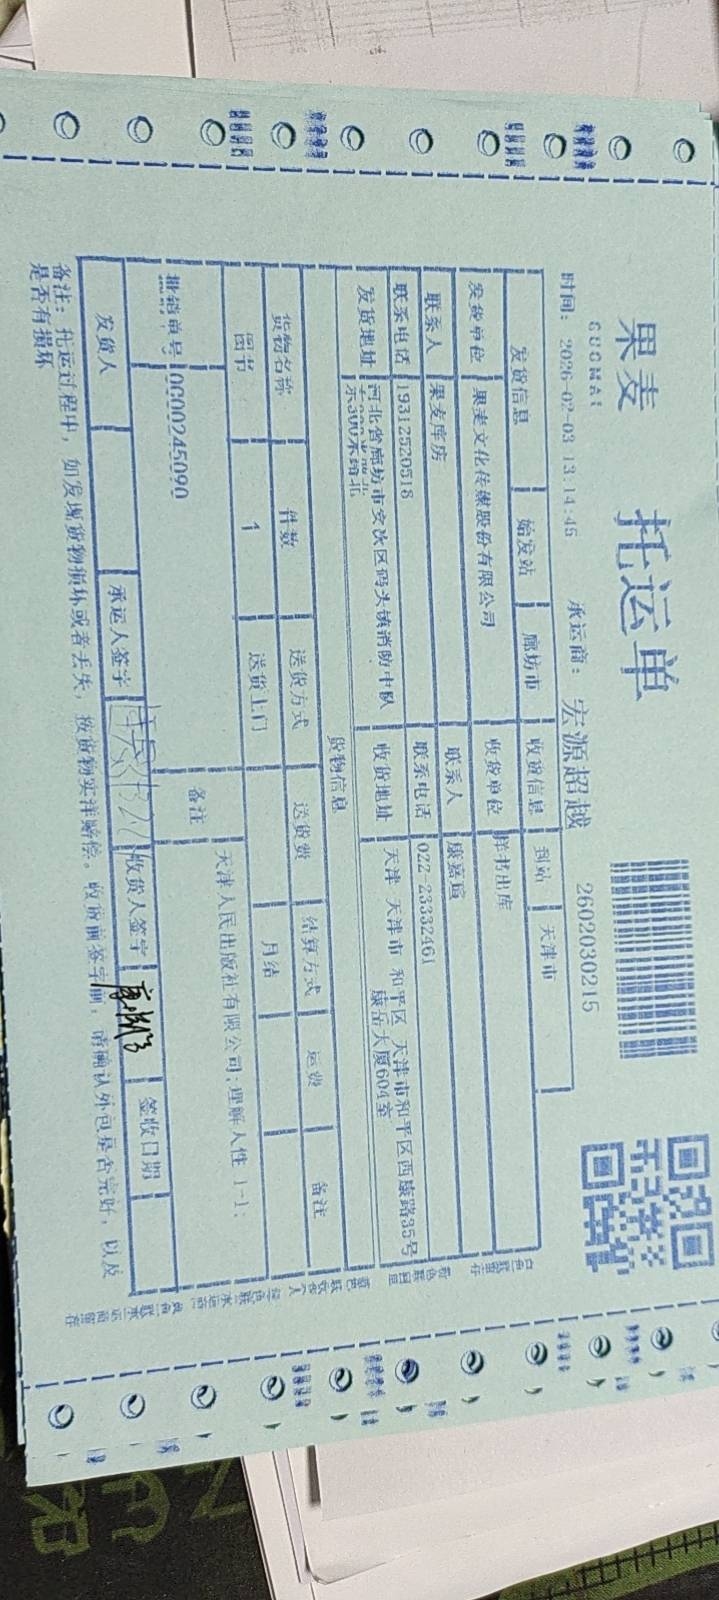 果麦 托运单
GUOMAI
时间: 2026-02-03 13:14:45 承运商: 宏源超越 2602030215
发货信息 始发站 廊坊市 收货信息 到站 天津市
发货单位 果麦文化传媒股份有限公司 收货单位 样书出库
联系人 果麦库房 联系人 康嘉道
联系电话 19312520518 联系电话 022-23332461
发货地址 河北省廊坊市安次区码头镇消防中队 收货地址 天津 天津市 和平区 天津市和平区西康路35号
东300米路北 康岳大厦604室
货物信息
货物名称 件数 送货方式 送货费 结算方式 运费 备注
图书 1 送货上门 月结
批销单号 0000245090 备注 天津人民出版社有限公司;理解人性 1-1;
发货人 承运人签字 收货人签字 签收日期
备注: 托运过程中, 如发现货物损坏或者丢失, 按货物实洋赔偿。收货前签字前, 请确认外包是否完好, 以及
是否有损坏